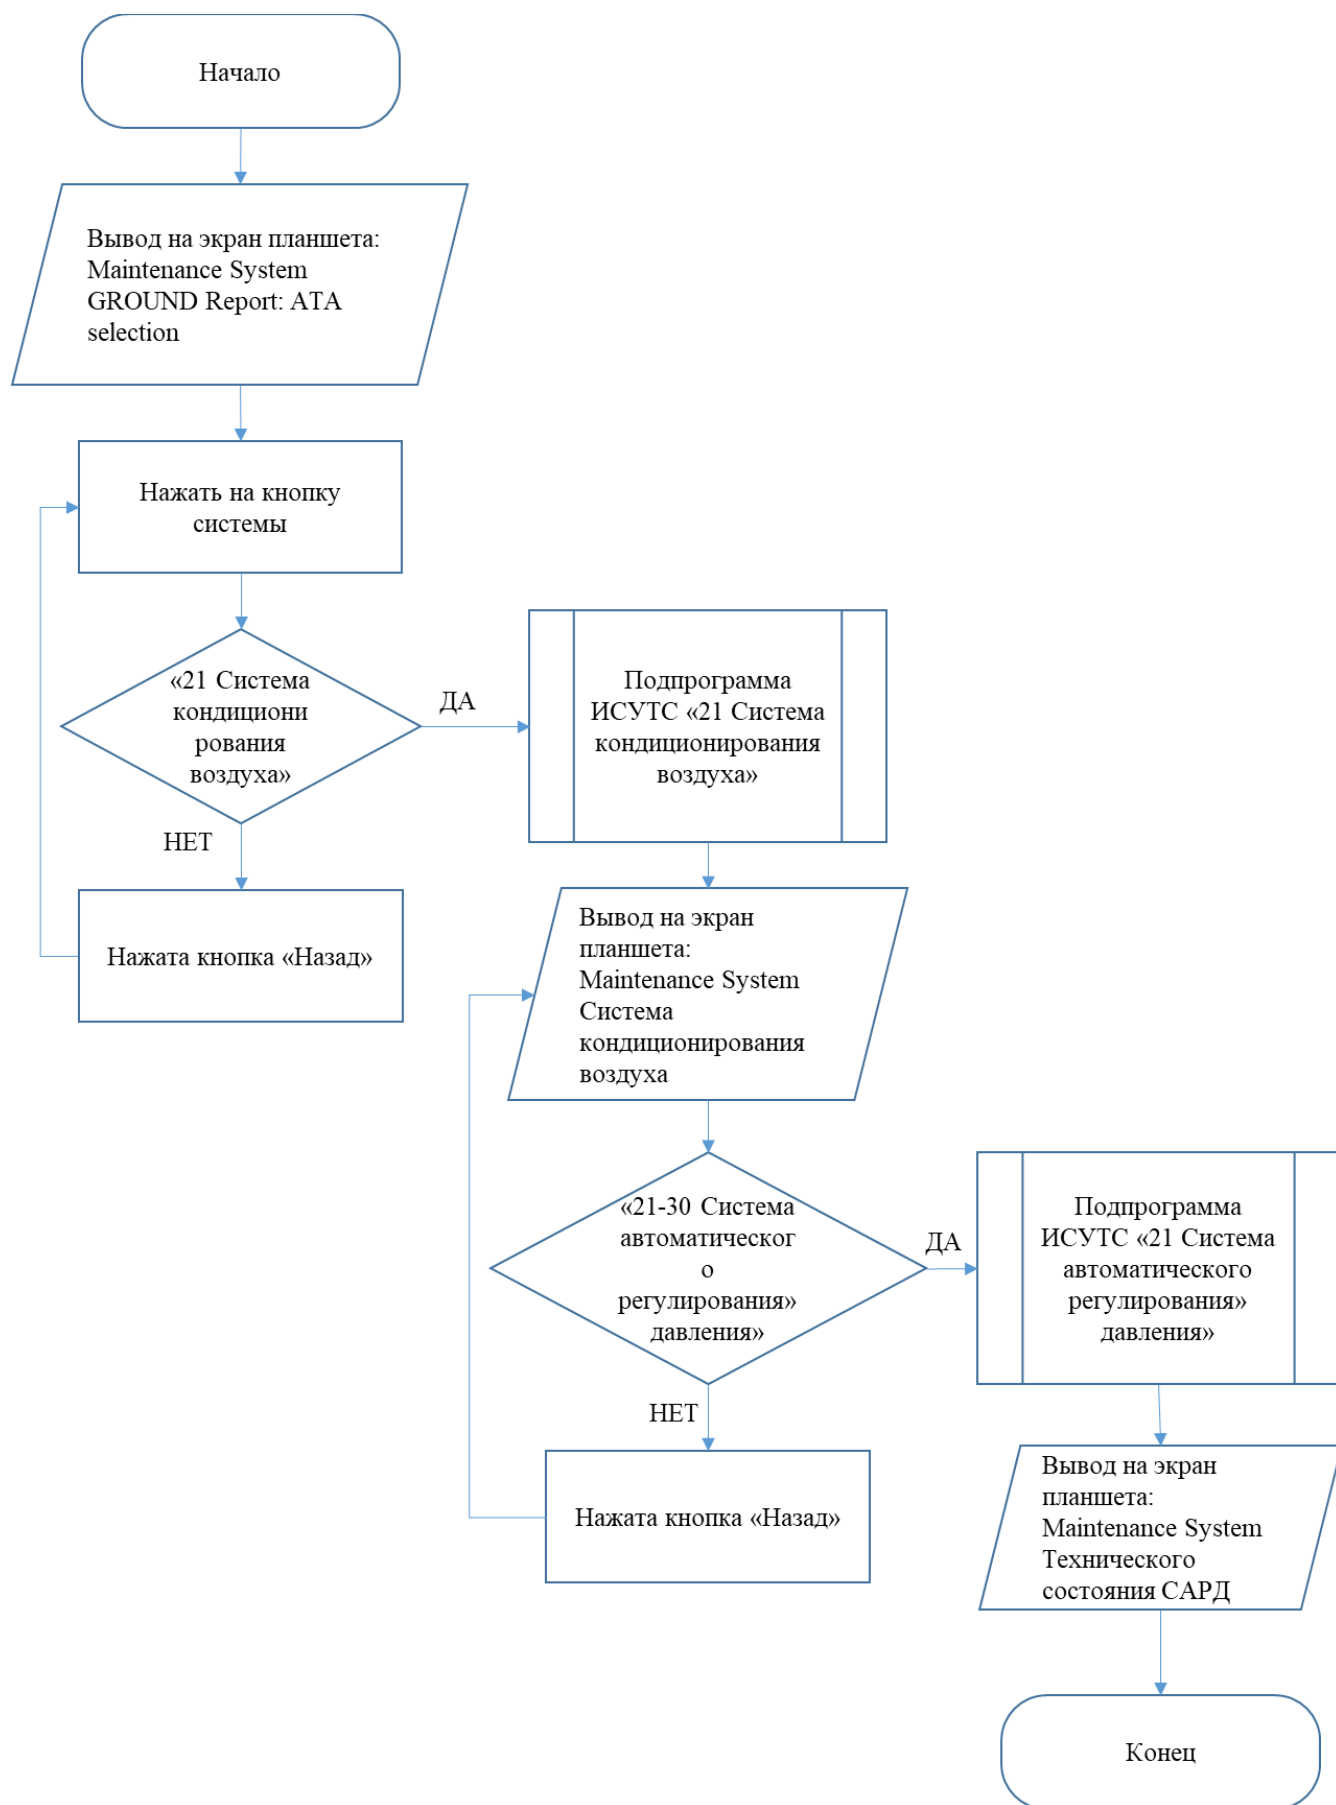 Начало
Вывод на экран планшета:
Maintenance System
GROUND Report: ATA
selection
Нажать на кнопку
системы
«21 Система
кондициони
рования
воздуха»
ДА
НЕТ
Нажата кнопка «Назад»
Подпрограмма
ИСУТС «21 Система
кондиционирования
воздуха»
Вывод на экран
планшета:
Maintenance System
Система
кондиционирования
воздуха
«21-30 Система
автоматическог
о
регулирования»
давления»
ДА
НЕТ
Нажата кнопка «Назад»
Подпрограмма
ИСУТС «21 Система
автоматического
регулирования»
давления»
Вывод на экран
планшета:
Maintenance System
Технического
состояния САРД
Конец